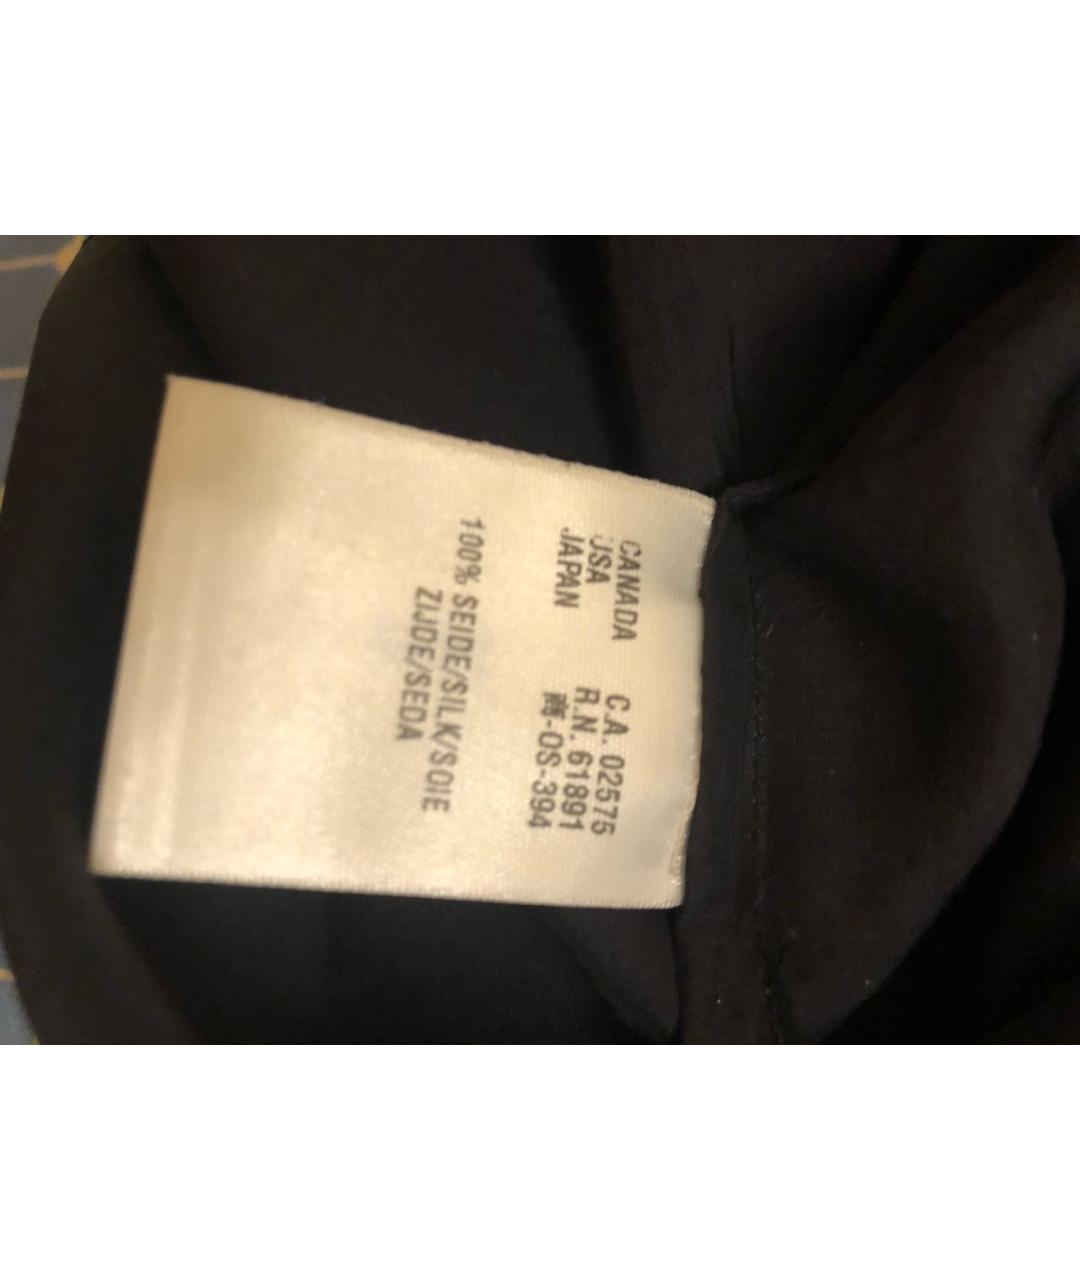 CANADA C.A. 02575
USA R.N. 61891
JAPAN 商-OS-394
100% SEIDE/SILK/SOIE
ZIJDE/SEDA